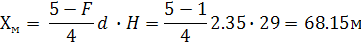 Xм = (5 − F)/4 d · H = (5 − 1)/4 2.35 · 29 = 68.15м